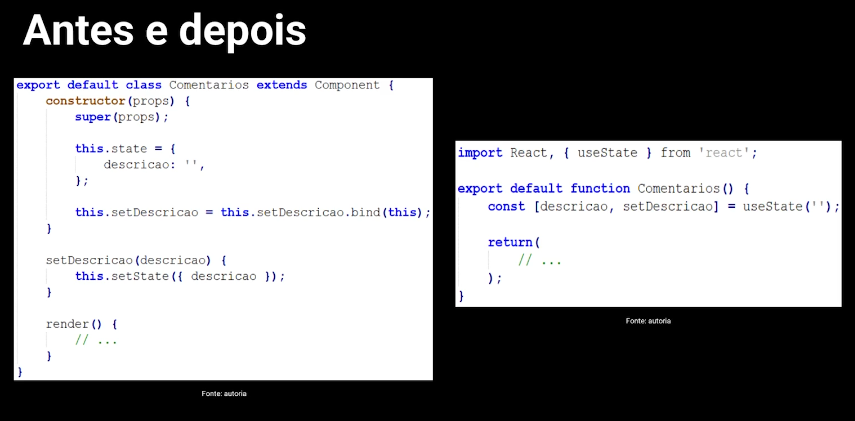 Antes e depois
export default class Comentarios extends Component {
    constructor(props) {
        super(props);

        this.state = {
            descricao: '',
        };

        this.setDescricao = this.setDescricao.bind(this);
    }

    setDescricao(descricao) {
        this.setState({ descricao });
    }

    render() {
        // ...
    }
}
Fonte: autoria
import React, { useState } from 'react';

export default function Comentarios() {
    const [descricao, setDescricao] = useState('');

    return(
        // ...
    );
}
Fonte: autoria